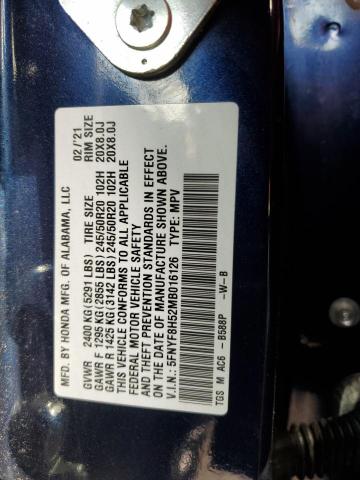 MFD. BY HONDA MFG. OF ALABAMA, LLC 02/'21
GVWR 2400 KG(5291 LBS) TIRE SIZE RIM SIZE
GAWR F 1295 KG(2855 LBS) 245/50R20 102H 20X8.0J
GAWR R 1425 KG(3142 LBS) 245/50R20 102H 20X8.0J
THIS VEHICLE CONFORMS TO ALL APPLICABLE
FEDERAL MOTOR VEHICLE SAFETY
AND THEFT PREVENTION STANDARDS IN EFFECT
ON THE DATE OF MANUFACTURE SHOWN ABOVE.
V.I.N.: 5FNYF8H52MB016126 TYPE: MPV
TGS M AC6 - B588P -W-B